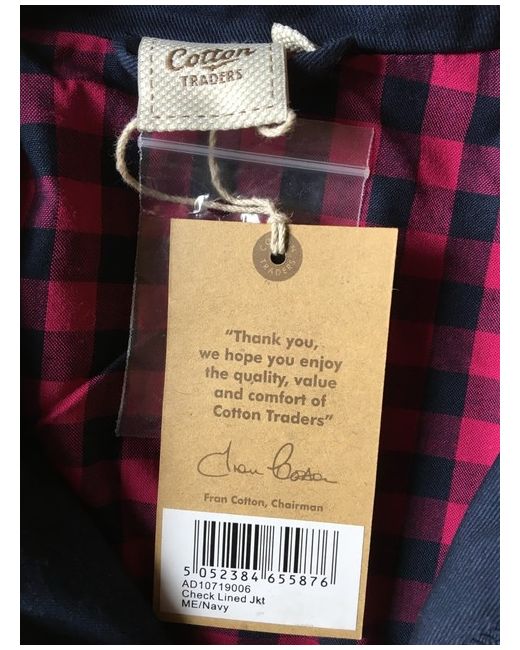 Cotton
TRADERS
TRADERS
“Thank you,
we hope you enjoy
the quality, value
and comfort of
Cotton Traders”
Fran Cotton
Fran Cotton, Chairman
5 052384 655876
AD10719006
Check Lined Jkt
ME/Navy